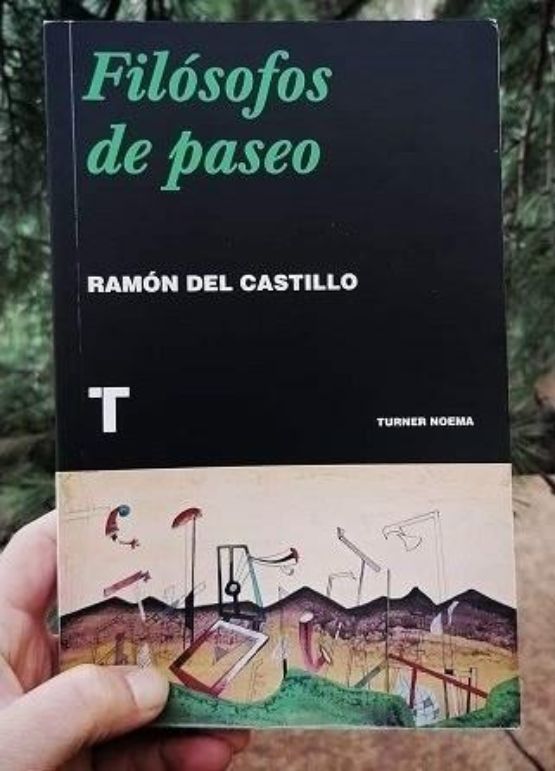 Filósofos
de paseo
RAMÓN DEL CASTILLO
T
TURNER NOEMA